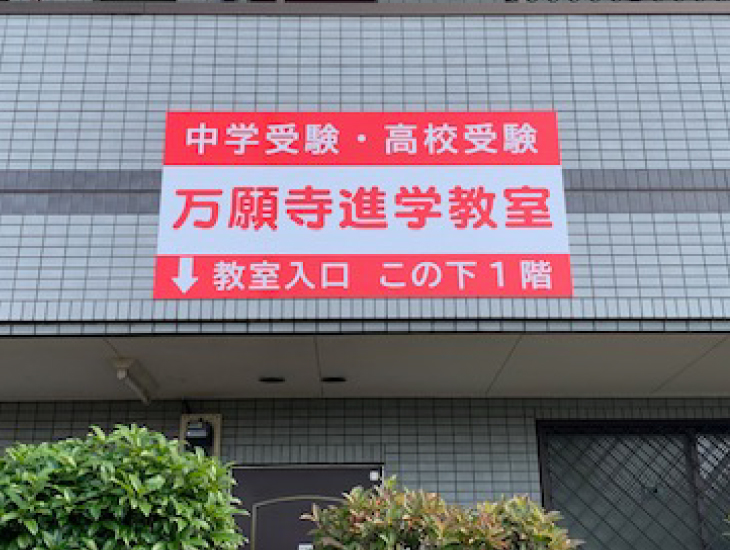 中学受験・高校受験
万願寺進学教室
↓教室入口 この下1階